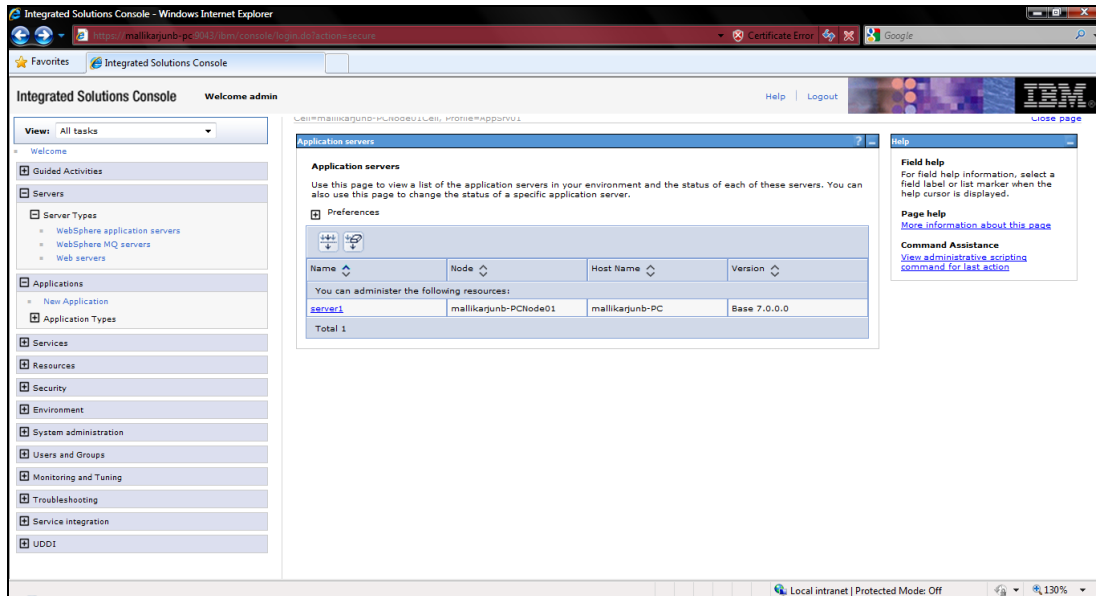 Integrated Solutions Console - Windows Internet Explorer
https://mallikarjunb-pc:9043/ibm/console/login.do?action=secure
Certificate Error
Google
Favorites
Integrated Solutions Console
Integrated Solutions Console Welcome admin
Help | Logout
IBM
View: All tasks
Welcome
Guided Activities
Servers
Server Types
WebSphere application servers
WebSphere MQ servers
Web servers
Applications
New Application
Application Types
Services
Resources
Security
Environment
System administration
Users and Groups
Monitoring and Tuning
Troubleshooting
Service integration
UDDI
Cell=mallikarjunb-PCNode01Cell, Profile=AppSrv01
Close page
Application servers
?
Application servers
Use this page to view a list of the application servers in your environment and the status of each of these servers. You can
also use this page to change the status of a specific application server.
Preferences
Name Node Host Name Version
You can administer the following resources:
server1 mallikarjunb-PCNode01 mallikarjunb-PC Base 7.0.0.0
Total 1
Help
Field help
For field help information, select a
field label or list marker when the
help cursor is displayed.
Page help
More information about this page
Command Assistance
View administrative scripting
command for last action
Local intranet | Protected Mode: Off
130%